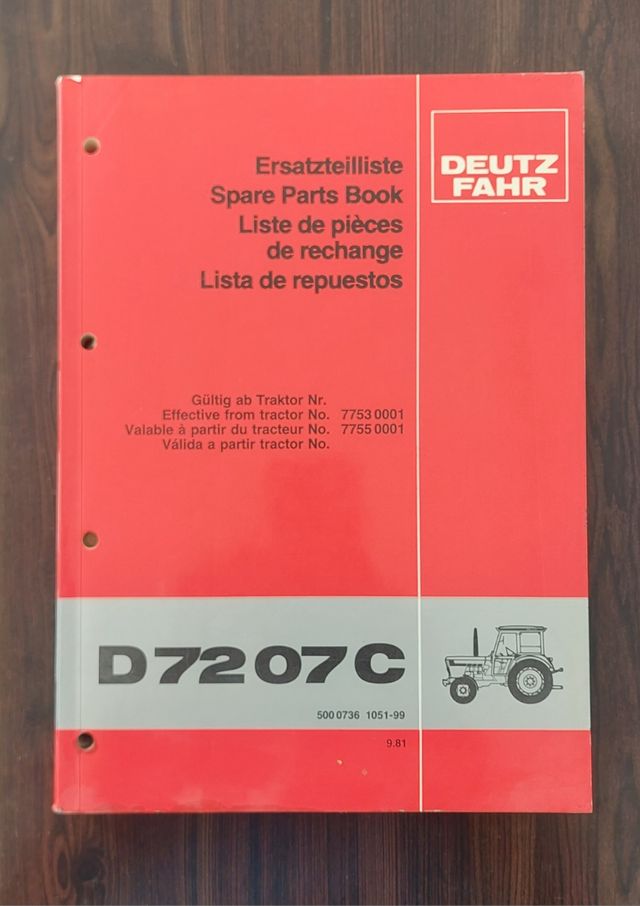 DEUTZ
FAHR
Ersatzteilliste
Spare Parts Book
Liste de pièces
de rechange
Lista de repuestos
Gültig ab Traktor Nr.
Effective from tractor No. 7753 0001
Valable à partir du tracteur No. 7755 0001
Válida a partir tractor No.
D 72 07 C
500 0736 1051-99
9.81